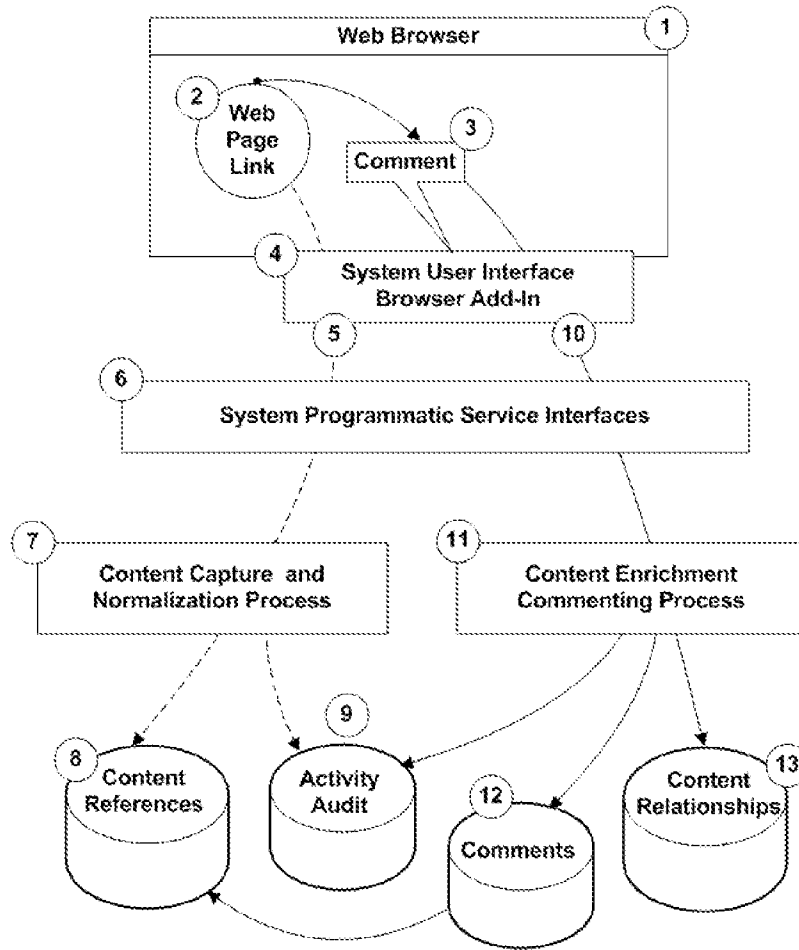 Web Browser
1
2
Web
Page
Link
3
Comment
4
System User Interface
Browser Add-In
5
10
6
System Programmatic Service Interfaces
7
Content Capture and
Normalization Process
11
Content Enrichment
Commenting Process
8
Content
References
9
Activity
Audit
12
Comments
13
Content
Relationships